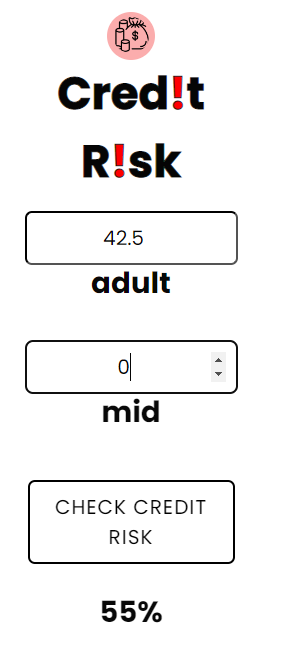 Cred!t
R!sk
42.5
adult
0
mid
CHECK CREDIT
RISK
55%